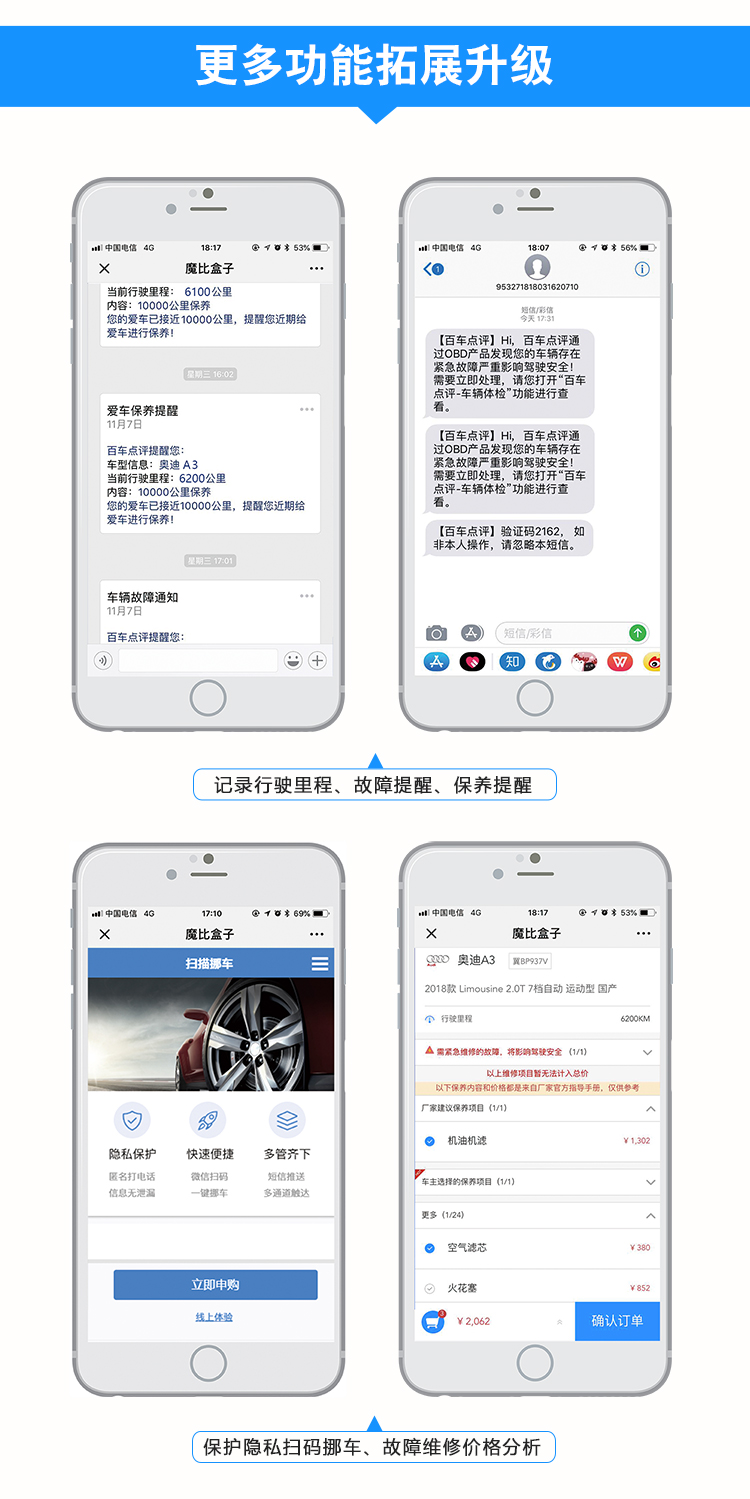 更多功能拓展升级
中国电信 4G 18:17 53%
魔比盒子
当前行驶里程： 6100公里
内容：10000公里保养
您的爱车已接近10000公里，提醒您近期给
爱车进行保养！
星期三 16:02
爱车保养提醒
11月7日
百车点评提醒您：
车型信息：奥迪 A3
当前行驶里程：6200公里
内容：10000公里保养
您的爱车已接近10000公里，提醒您近期给
爱车进行保养！
星期三 17:01
车辆故障通知
11月7日
百车点评提醒您：
中国电信 4G 18:07 56%
1
953271818031620710
短信/彩信
今天 17:31
【百车点评】Hi，百车点评通
过OBD产品发现您的车辆存在
紧急故障严重影响驾驶安全！
需要立即处理，请您打开“百车
点评-车辆体检”功能进行查
看。
【百车点评】Hi，百车点评通
过OBD产品发现您的车辆存在
紧急故障严重影响驾驶安全！
需要立即处理，请您打开“百车
点评-车辆体检”功能进行查
看。
【百车点评】验证码2162，如
非本人操作，请忽略本短信。
短信/彩信
知
记录行驶里程、故障提醒、保养提醒
中国电信 4G 17:10 69%
魔比盒子
扫描挪车
隐私保护 快速便捷 多管齐下
匿名打电话 微信扫码 短信推送
信息无泄漏 一键挪车 多通道触达
立即申购
线上体验
中国电信 4G 18:17 53%
魔比盒子
奥迪A3 冀BP937V
2018款 Limousine 2.0T 7档自动 运动型 国产
行驶里程 6200KM
需紧急维修的故障，将影响驾驶安全 (1/1)
以上维修项目暂无法计入总价
以下保养内容和价格都是来自厂家官方指导手册，仅供参考
厂家建议保养项目 (1/1)
机油机滤 ￥1,302
车主选择的保养项目 (1/1)
更多 (1/24)
空气滤芯 ￥380
火花塞 ￥852
3 ￥2,062 确认订单
保护隐私扫码挪车、故障维修价格分析